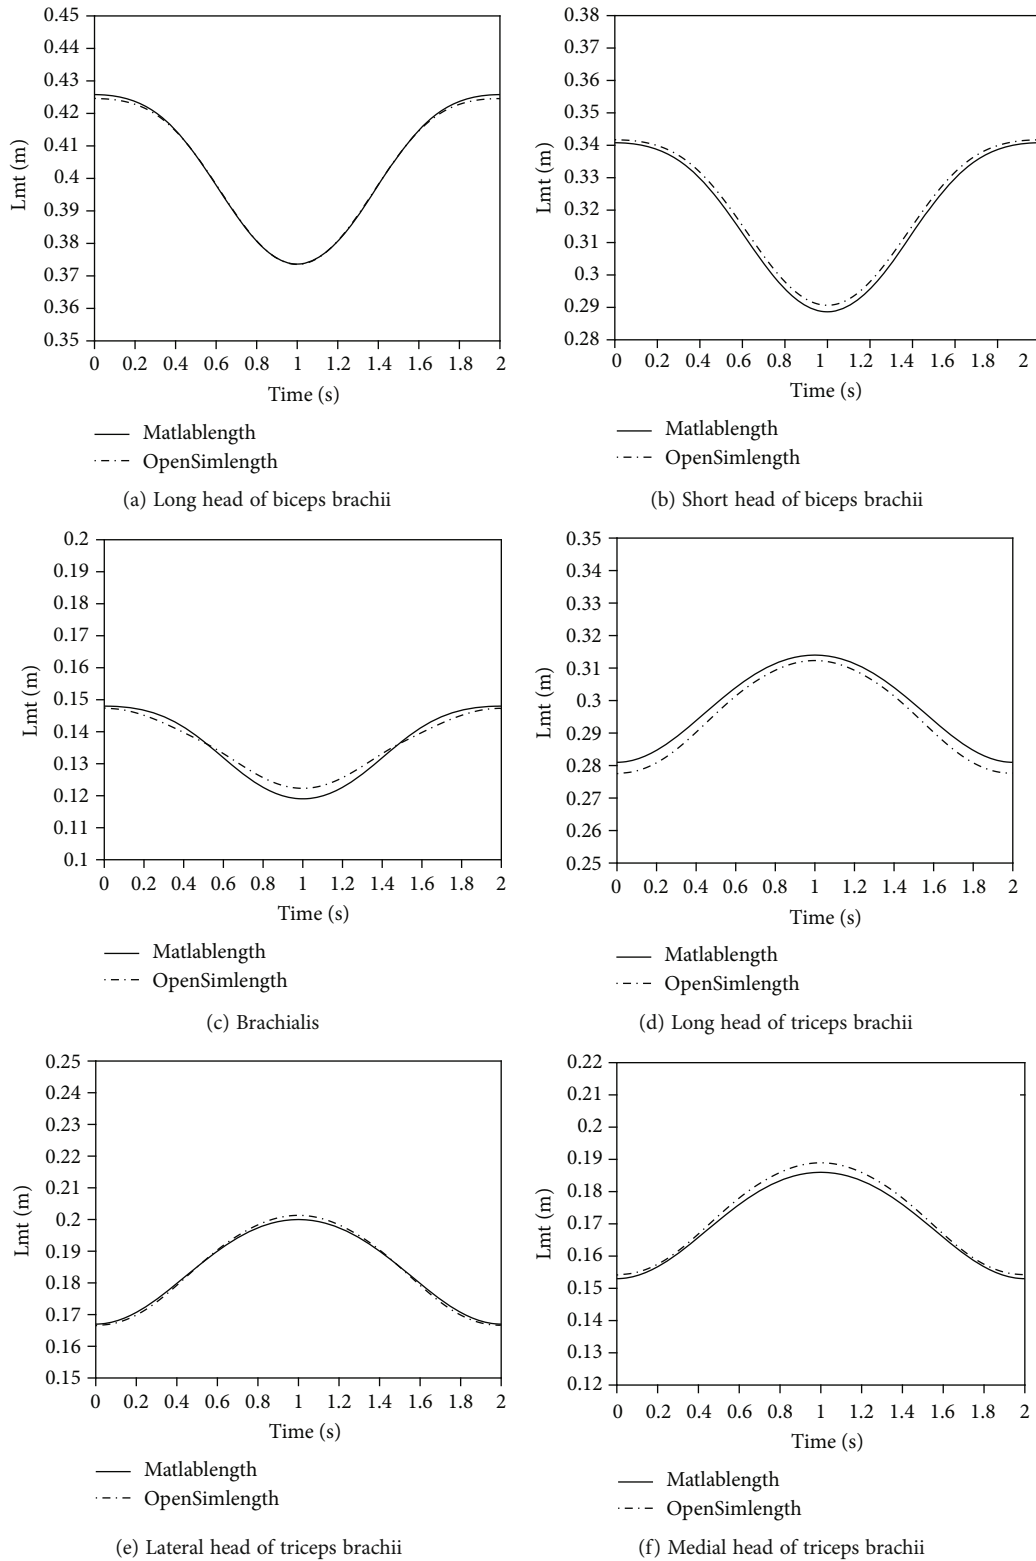 0.45
0.44
0.43
0.42
0.41
0.4
0.39
0.38
0.37
0.36
0.35
Lmt (m)
0 0.2 0.4 0.6 0.8 1 1.2 1.4 1.6 1.8 2
Time (s)
Matlablength
OpenSimlength
(a) Long head of biceps brachii
0.38
0.37
0.36
0.35
0.34
0.33
0.32
0.31
0.3
0.29
0.28
Lmt (m)
0 0.2 0.4 0.6 0.8 1 1.2 1.4 1.6 1.8 2
Time (s)
Matlablength
OpenSimlength
(b) Short head of biceps brachii
0.2
0.19
0.18
0.17
0.16
0.15
0.14
0.13
0.12
0.11
0.1
Lmt (m)
0 0.2 0.4 0.6 0.8 1 1.2 1.4 1.6 1.8 2
Time (s)
Matlablength
OpenSimlength
(c) Brachialis
0.35
0.34
0.33
0.32
0.31
0.3
0.29
0.28
0.27
0.26
0.25
Lmt (m)
0 0.2 0.4 0.6 0.8 1 1.2 1.4 1.6 1.8 2
Time (s)
Matlablength
OpenSimlength
(d) Long head of triceps brachii
0.25
0.24
0.23
0.22
0.21
0.2
0.19
0.18
0.17
0.16
0.15
Lmt (m)
0 0.2 0.4 0.6 0.8 1 1.2 1.4 1.6 1.8 2
Time (s)
Matlablength
OpenSimlength
(e) Lateral head of triceps brachii
0.22
0.21
0.2
0.19
0.18
0.17
0.16
0.15
0.14
0.13
0.12
Lmt (m)
0 0.2 0.4 0.6 0.8 1 1.2 1.4 1.6 1.8 2
Time (s)
Matlablength
OpenSimlength
(f) Medial head of triceps brachii